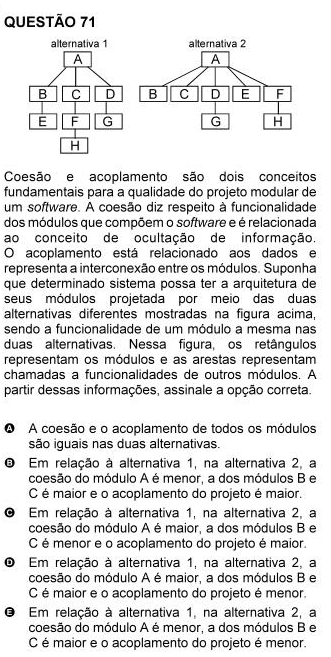 QUESTÃO 71
alternativa 1
alternativa 2
A
A
B C D
B C D E F
E F G
G H
H
Coesão e acoplamento são dois conceitos
fundamentais para a qualidade do projeto modular de
um software. A coesão diz respeito à funcionalidade
dos módulos que compõem o software e é relacionada
ao conceito de ocultação de informação.
O acoplamento está relacionado aos dados e
representa a interconexão entre os módulos. Suponha
que determinado sistema possa ter a arquitetura de
seus módulos projetada por meio das duas
alternativas diferentes mostradas na figura acima,
sendo a funcionalidade de um módulo a mesma nas
duas alternativas. Nessa figura, os retângulos
representam os módulos e as arestas representam
chamadas a funcionalidades de outros módulos. A
partir dessas informações, assinale a opção correta.
A A coesão e o acoplamento de todos os módulos
são iguais nas duas alternativas.
B Em relação à alternativa 1, na alternativa 2, a
coesão do módulo A é menor, a dos módulos B e
C é maior e o acoplamento do projeto é maior.
C Em relação à alternativa 1, na alternativa 2, a
coesão do módulo A é maior, a dos módulos B e
C é menor e o acoplamento do projeto é maior.
D Em relação à alternativa 1, na alternativa 2, a
coesão do módulo A é maior, a dos módulos B e
C é maior e o acoplamento do projeto é menor.
E Em relação à alternativa 1, na alternativa 2, a
coesão do módulo A é menor, a dos módulos B e
C é maior e o acoplamento do projeto é menor.